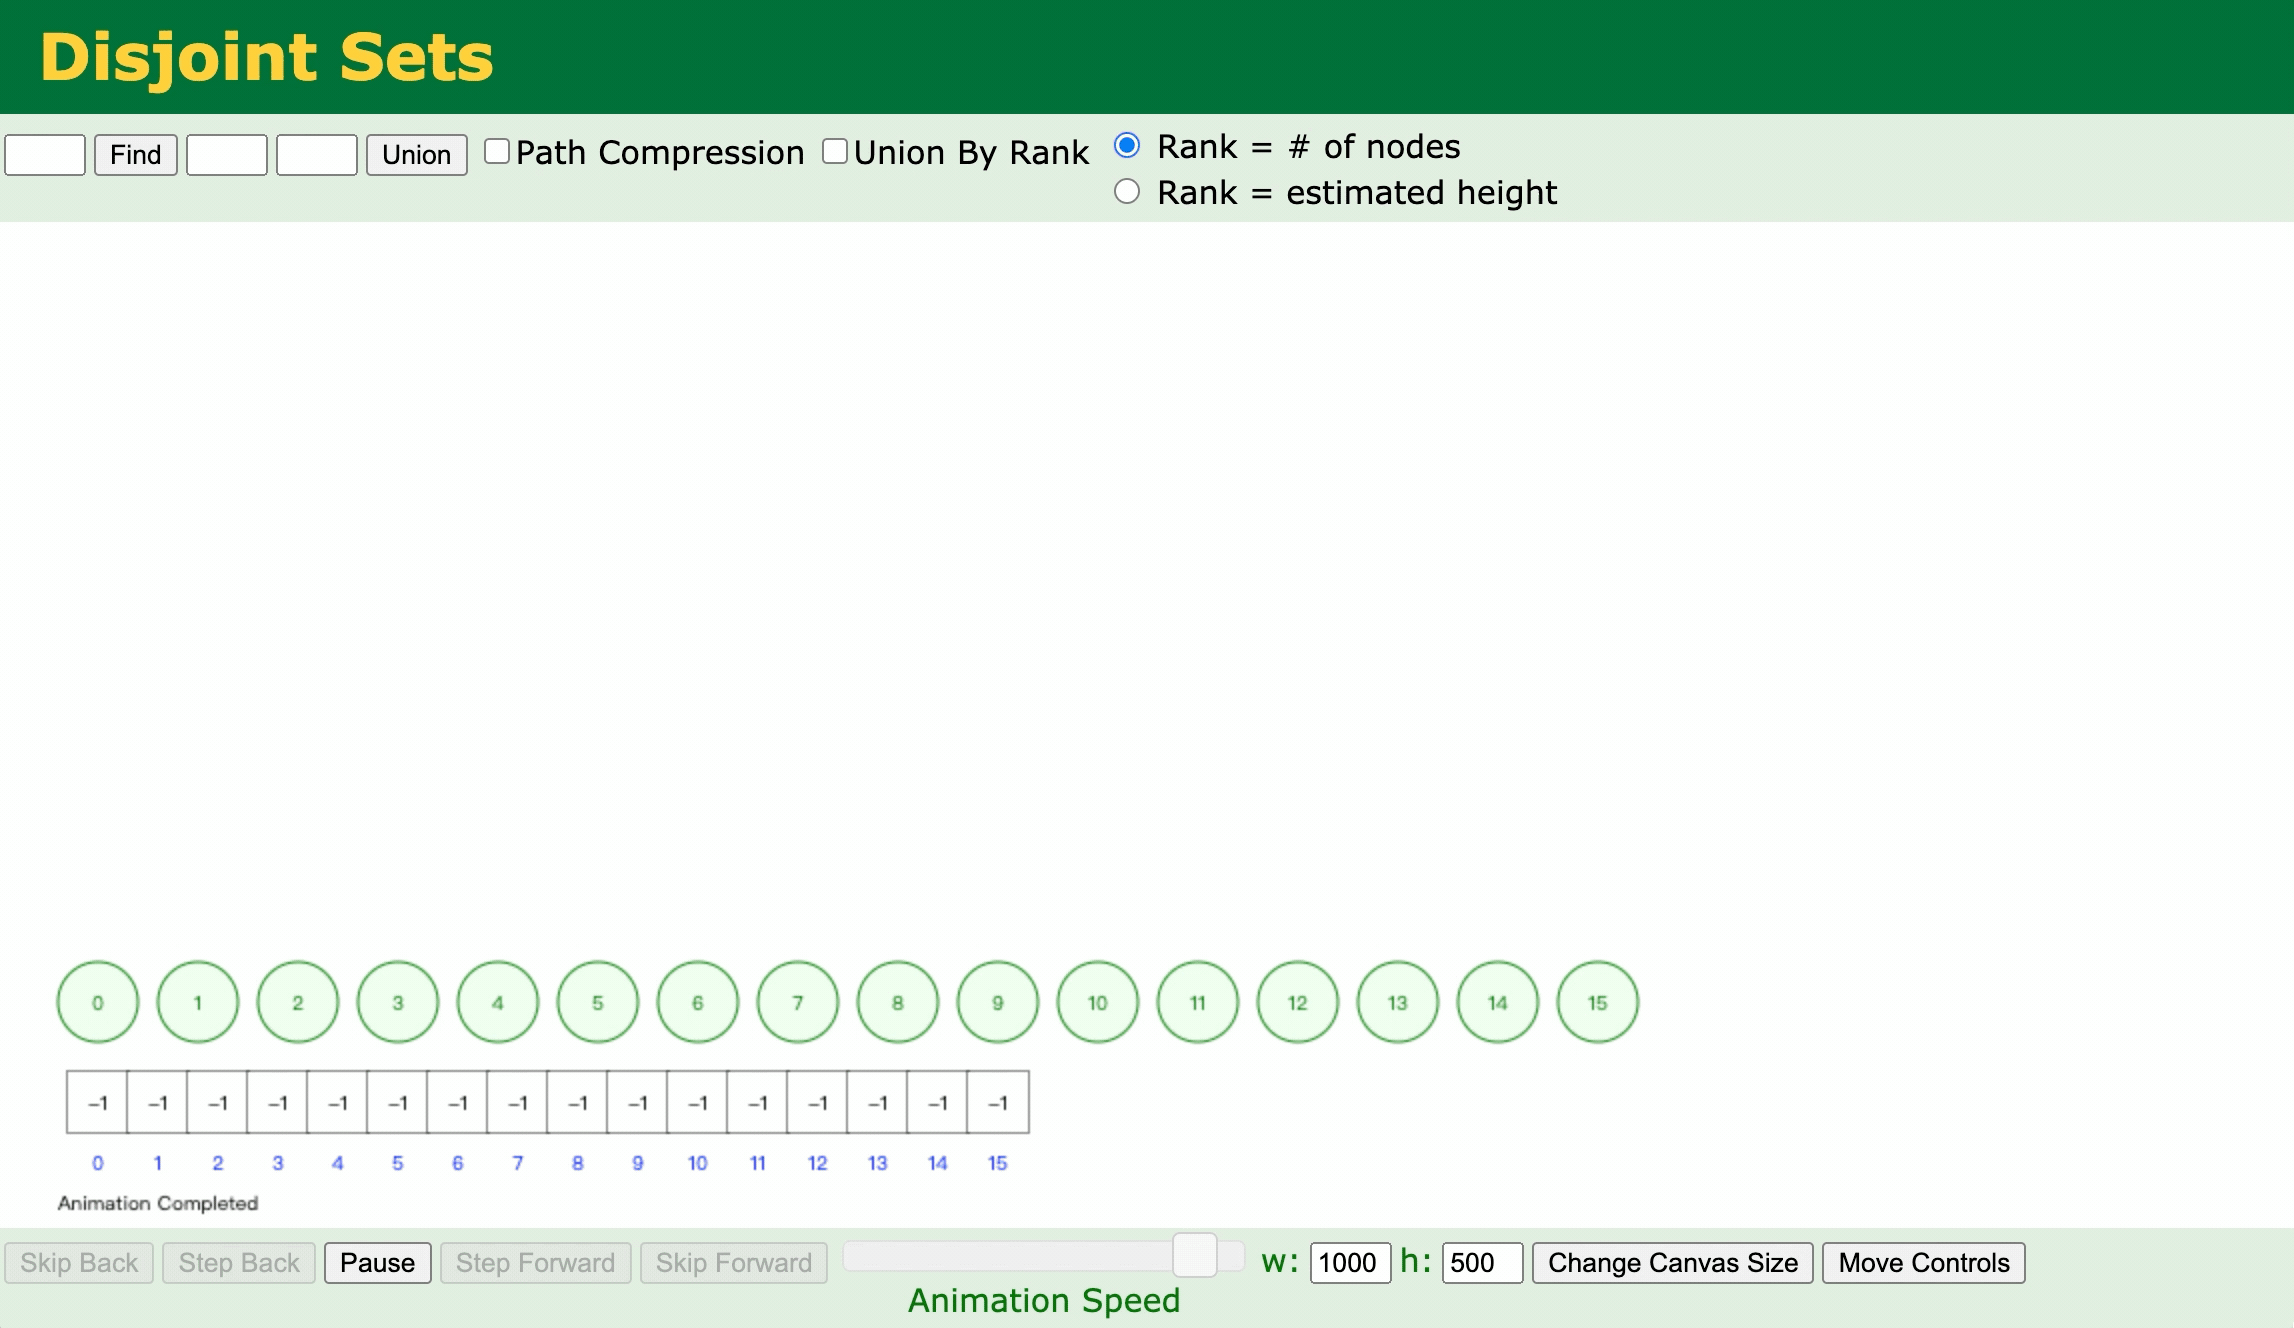 Disjoint Sets
Find Union Path Compression Union By Rank Rank = # of nodes
Rank = estimated height
0 1 2 3 4 5 6 7 8 9 10 11 12 13 14 15
-1 -1 -1 -1 -1 -1 -1 -1 -1 -1 -1 -1 -1 -1 -1 -1
0 1 2 3 4 5 6 7 8 9 10 11 12 13 14 15
Animation Completed
Skip Back Step Back Pause Step Forward Skip Forward w: 1000 h: 500 Change Canvas Size Move Controls
Animation Speed